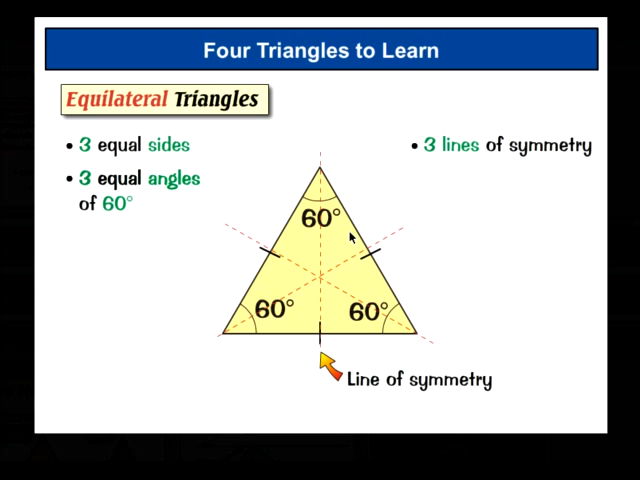 Four Triangles to Learn
Equilateral Triangles
• 3 equal sides
• 3 equal angles
of 60°
• 3 lines of symmetry
60°
60°
60°
Line of symmetry